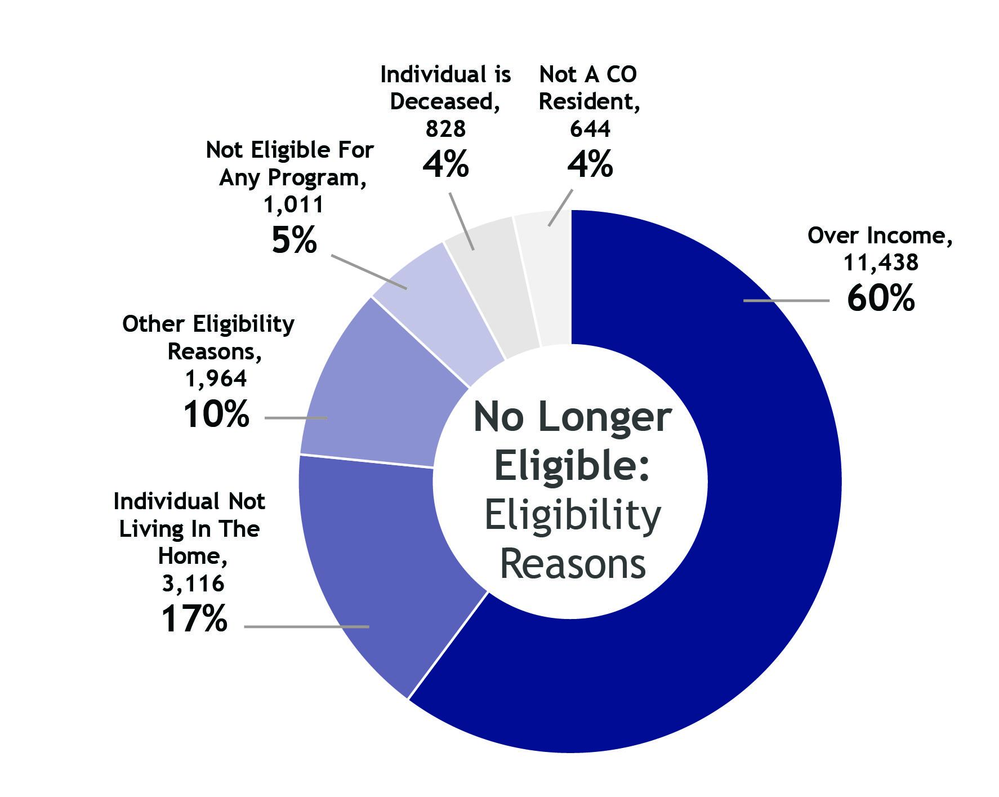 Individual is
Deceased,
828
4%
Not A CO
Resident,
644
4%
Not Eligible For
Any Program,
1,011
5%
Over Income,
11,438
60%
Other Eligibility
Reasons,
1,964
10%
Individual Not
Living In The
Home,
3,116
17%
No Longer
Eligible:
Eligibility
Reasons